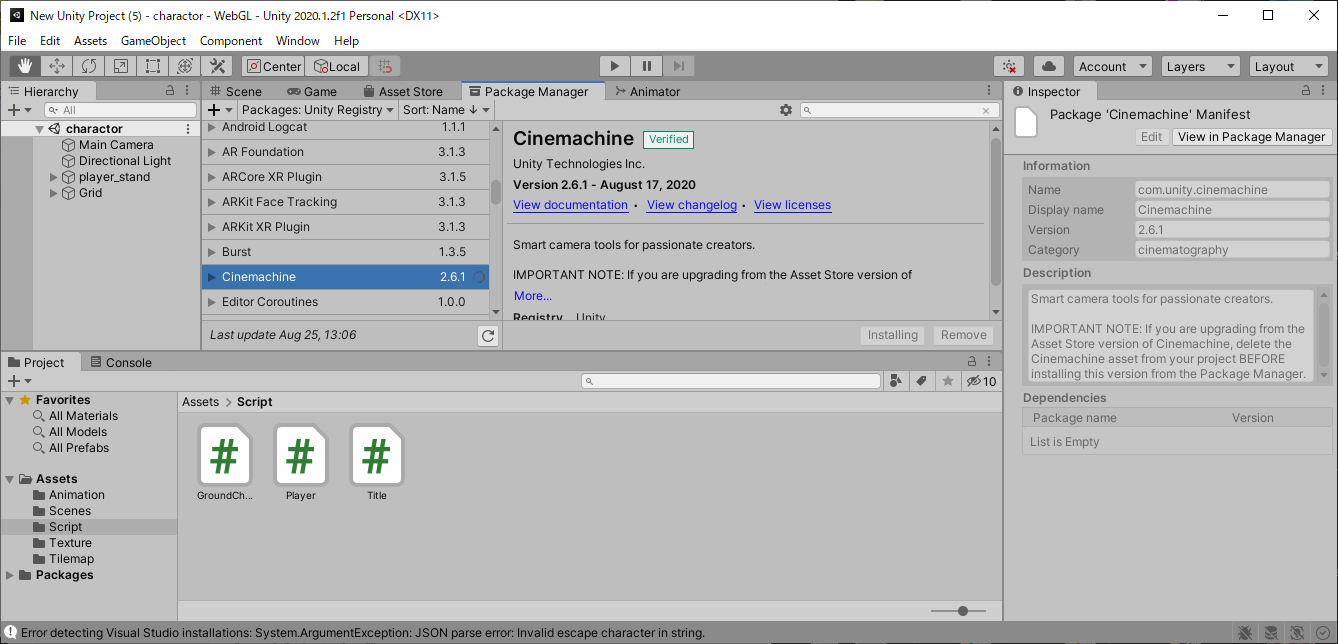 New Unity Project (5) - charactor - WebGL - Unity 2020.1.2f1 Personal <DX11>
File Edit Assets GameObject Component Window Help
Center Local Account Layers Layout
Hierarchy
All
charactor
Main Camera
Directional Light
player_stand
Grid
Scene Game Asset Store Package Manager Animator
Packages: Unity Registry Sort: Name ↓
Android Logcat 1.1.1
AR Foundation 3.1.3
ARCore XR Plugin 3.1.5
ARKit Face Tracking 3.1.3
ARKit XR Plugin 3.1.3
Burst 1.3.5
Cinemachine 2.6.1
Editor Coroutines 1.0.0
Last update Aug 25, 13:06
Cinemachine Verified
Unity Technologies Inc.
Version 2.6.1 - August 17, 2020
View documentation • View changelog • View licenses
Smart camera tools for passionate creators.
IMPORTANT NOTE: If you are upgrading from the Asset Store version of
More...
Registry Unity
Installing Remove
Inspector
Package 'Cinemachine' Manifest
Edit View in Package Manager
Information
Name com.unity.cinemachine
Display name Cinemachine
Version 2.6.1
Category cinematography
Description
Smart camera tools for passionate creators.
IMPORTANT NOTE: If you are upgrading from the
Asset Store version of Cinemachine, delete the
Cinemachine asset from your project BEFORE
installing this version from the Package Manager.
Dependencies
Package name Version
List is Empty
Project Console
10
Favorites
All Materials
All Models
All Prefabs
Assets
Animation
Scenes
Script
Texture
Tilemap
Packages
Assets > Script
# # #
GroundCh... Player Title
Error detecting Visual Studio installations: System.ArgumentException: JSON parse error: Invalid escape character in string.